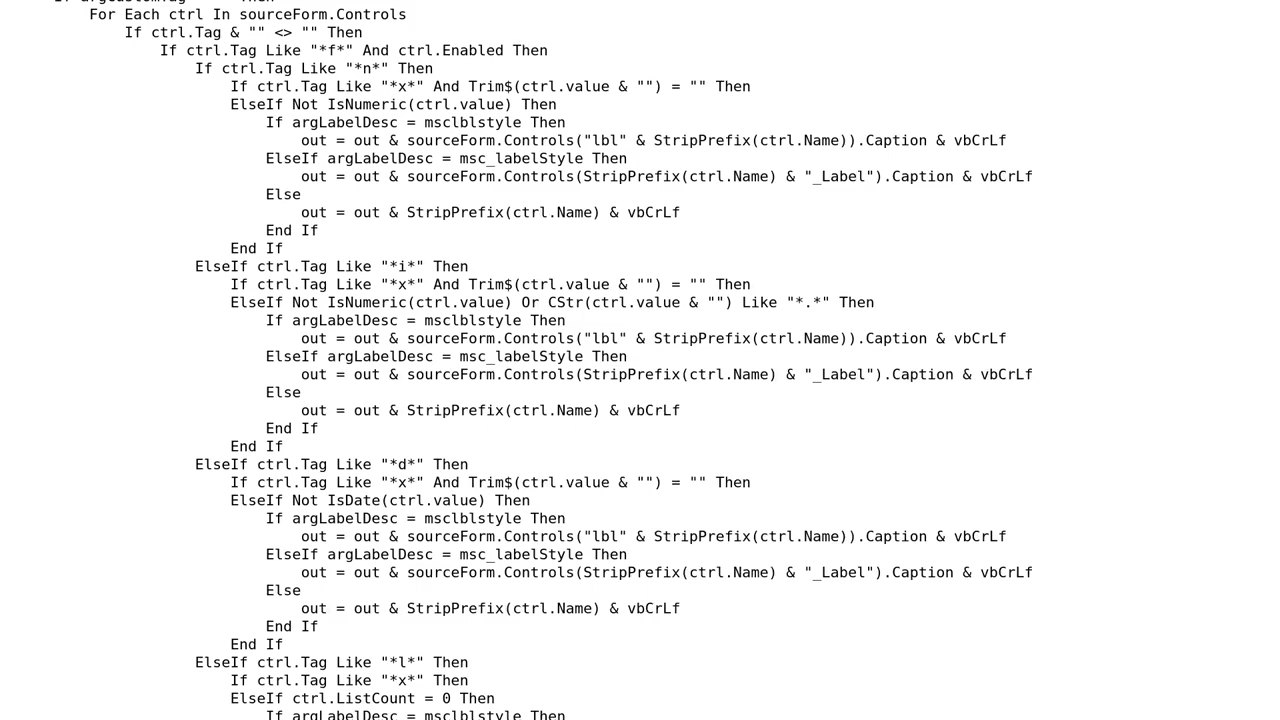 For Each ctrl In sourceForm.Controls
If ctrl.Tag & "" <> "" Then
If ctrl.Tag Like "*f*" And ctrl.Enabled Then
If ctrl.Tag Like "*n*" Then
If ctrl.Tag Like "*x*" And Trim$(ctrl.value & "") = "" Then
ElseIf Not IsNumeric(ctrl.value) Then
If argLabelDesc = msclblstyle Then
out = out & sourceForm.Controls("lbl" & StripPrefix(ctrl.Name)).Caption & vbCrLf
ElseIf argLabelDesc = msc_labelStyle Then
out = out & sourceForm.Controls(StripPrefix(ctrl.Name) & "_Label").Caption & vbCrLf
Else
out = out & StripPrefix(ctrl.Name) & vbCrLf
End If
End If
ElseIf ctrl.Tag Like "*i*" Then
If ctrl.Tag Like "*x*" And Trim$(ctrl.value & "") = "" Then
ElseIf Not IsNumeric(ctrl.value) Or CStr(ctrl.value & "") Like "*.*" Then
If argLabelDesc = msclblstyle Then
out = out & sourceForm.Controls("lbl" & StripPrefix(ctrl.Name)).Caption & vbCrLf
ElseIf argLabelDesc = msc_labelStyle Then
out = out & sourceForm.Controls(StripPrefix(ctrl.Name) & "_Label").Caption & vbCrLf
Else
out = out & StripPrefix(ctrl.Name) & vbCrLf
End If
End If
ElseIf ctrl.Tag Like "*d*" Then
If ctrl.Tag Like "*x*" And Trim$(ctrl.value & "") = "" Then
ElseIf Not IsDate(ctrl.value) Then
If argLabelDesc = msclblstyle Then
out = out & sourceForm.Controls("lbl" & StripPrefix(ctrl.Name)).Caption & vbCrLf
ElseIf argLabelDesc = msc_labelStyle Then
out = out & sourceForm.Controls(StripPrefix(ctrl.Name) & "_Label").Caption & vbCrLf
Else
out = out & StripPrefix(ctrl.Name) & vbCrLf
End If
End If
ElseIf ctrl.Tag Like "*l*" Then
If ctrl.Tag Like "*x*" Then
ElseIf ctrl.ListCount = 0 Then
If argLabelDesc = msclblstyle Then